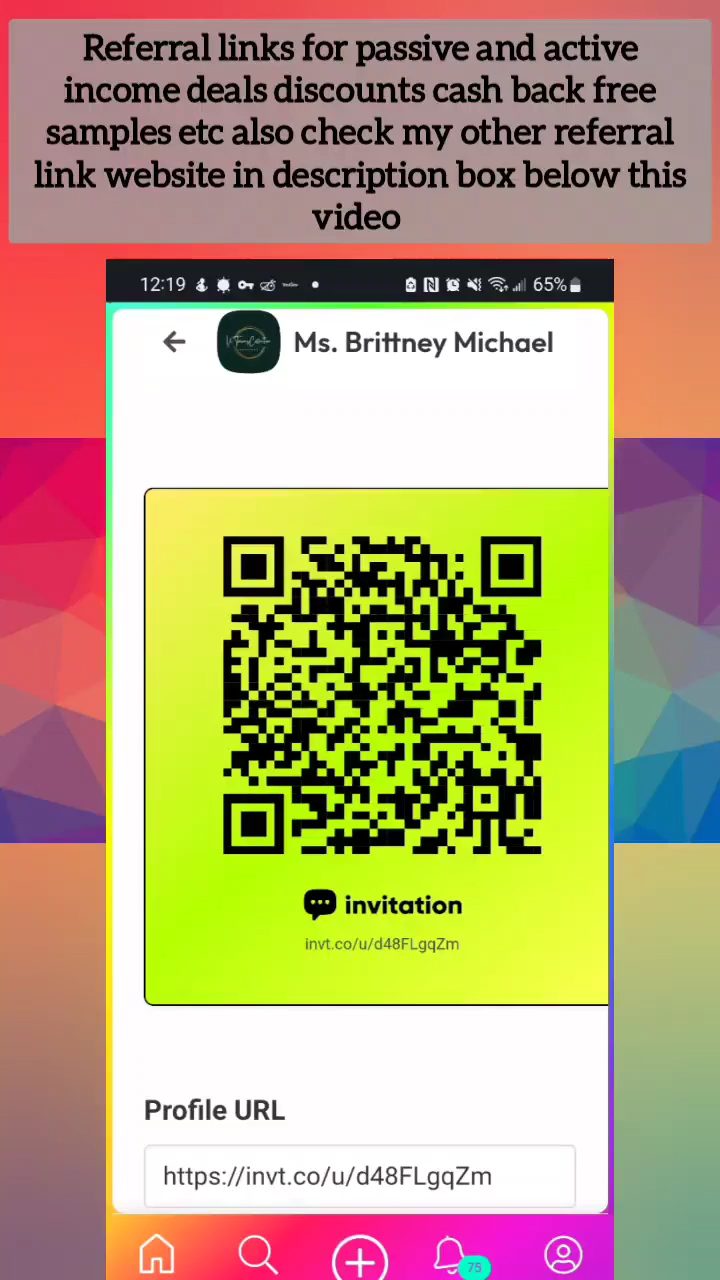 Referral links for passive and active
income deals discounts cash back free
samples etc also check my other referral
link website in description box below this
video
12:19
65%
Ms. Brittney Michael
invitation
invt.co/u/d48FLgqZm
Profile URL
https://invt.co/u/d48FLgqZm
75